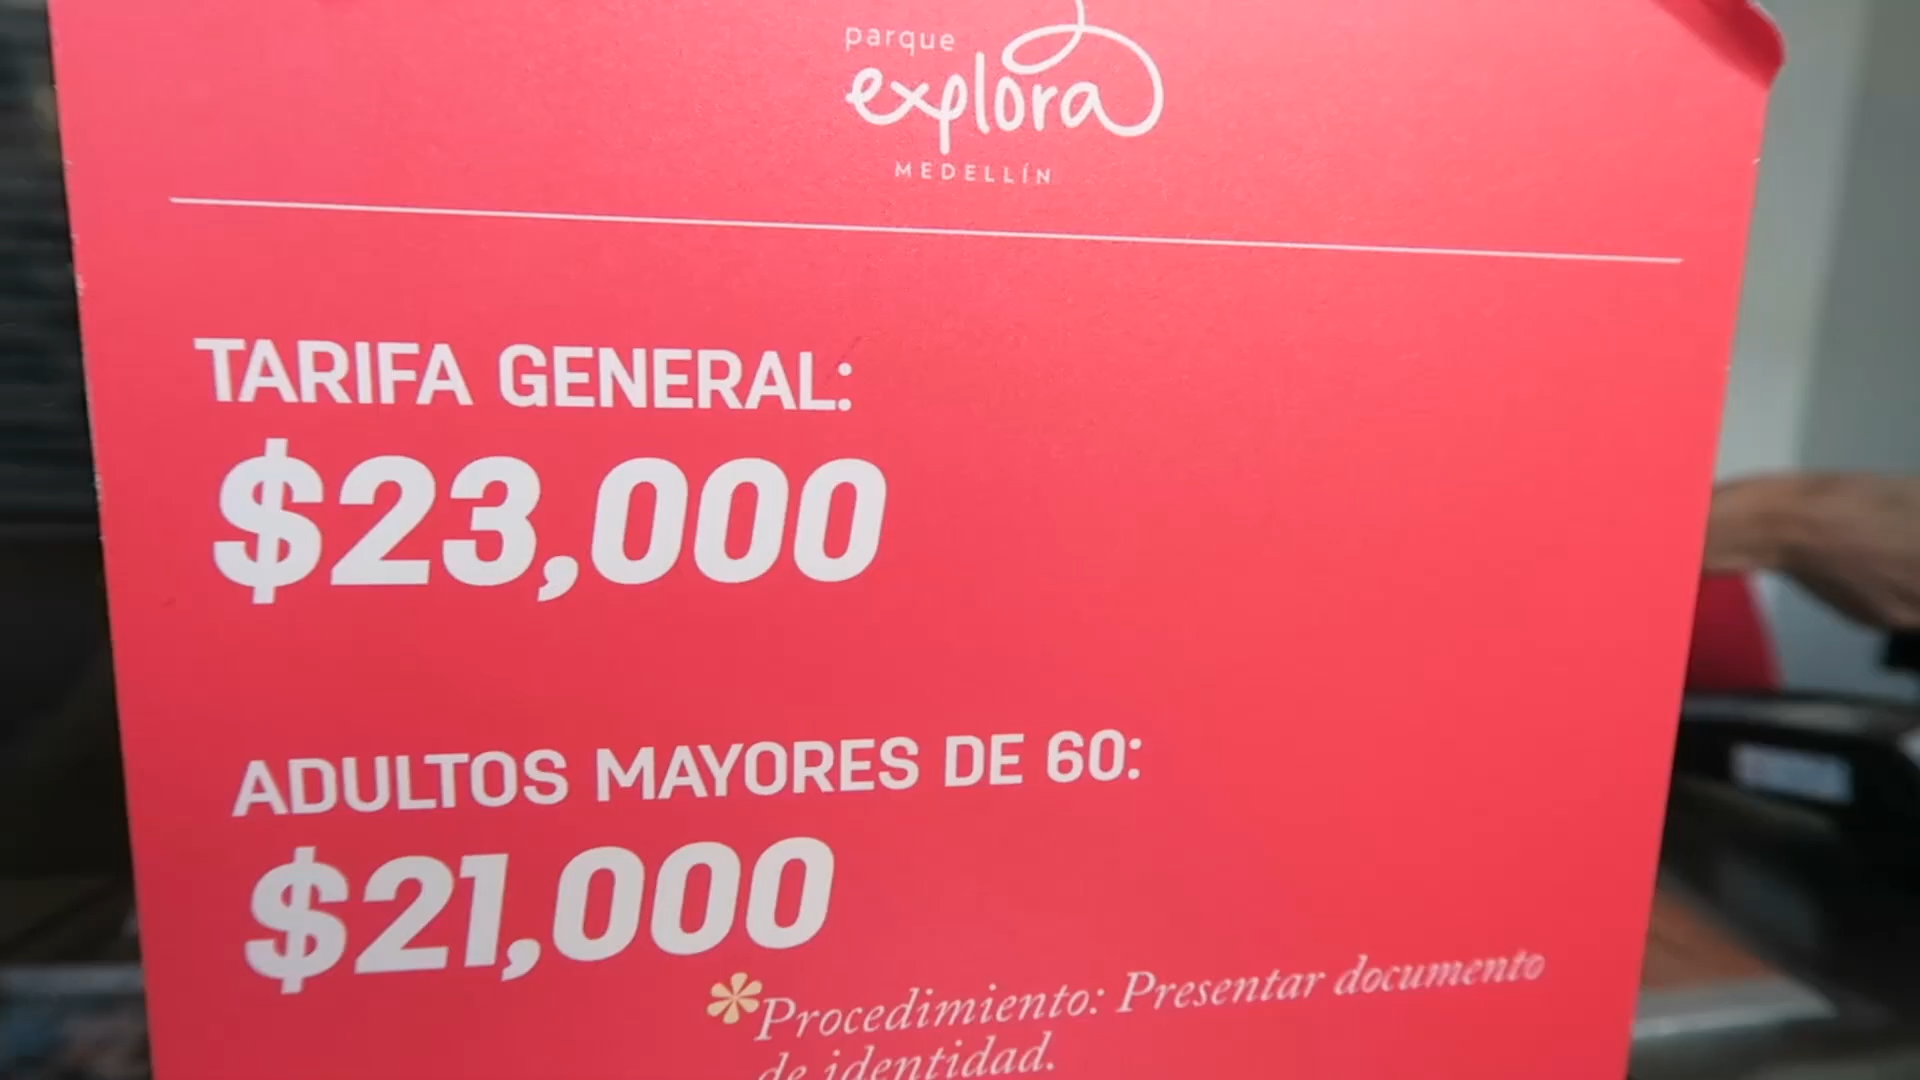 parque
explora
MEDELLÍN
TARIFA GENERAL:
$23,000
ADULTOS MAYORES DE 60:
$21,000
*Procedimiento: Presentar documento
de identidad.